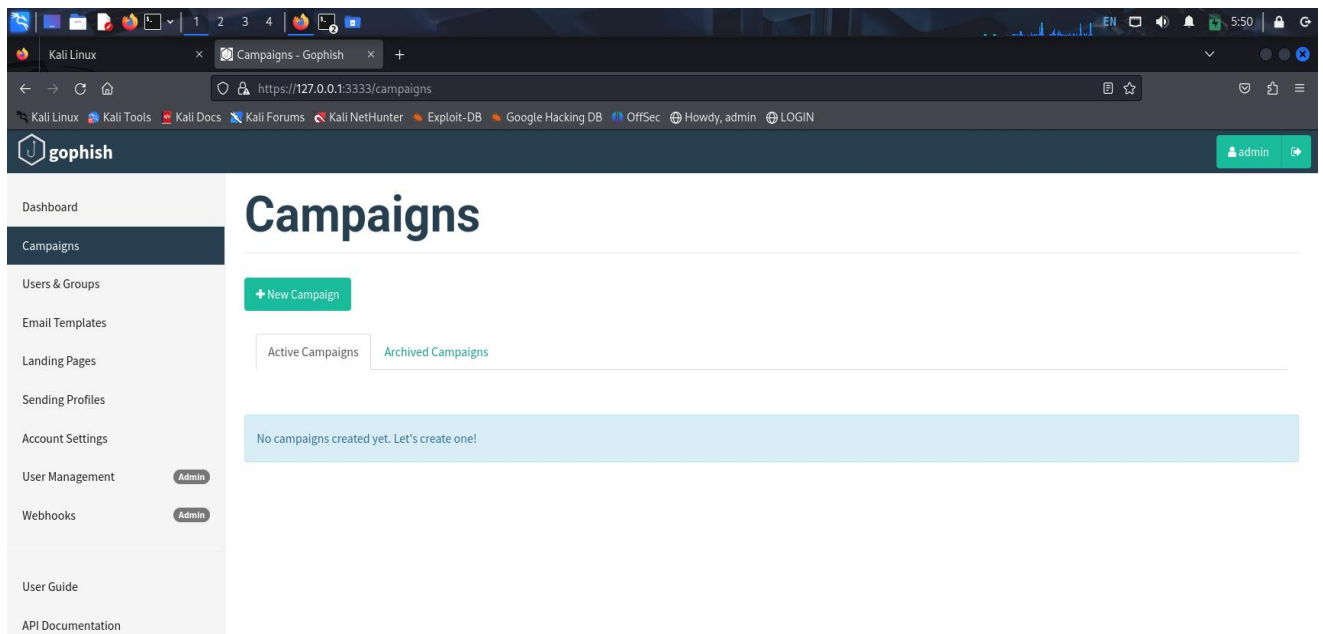 1 2 3 4 2 EN 5:50
Kali Linux × Campaigns - Gophish × +
https://127.0.0.1:3333/campaigns
Kali Linux Kali Tools Kali Docs Kali Forums Kali NetHunter Exploit-DB Google Hacking DB OffSec Howdy, admin LOGIN
gophish admin
Dashboard
Campaigns
Campaigns
Users & Groups
+ New Campaign
Email Templates
Active Campaigns Archived Campaigns
Landing Pages
Sending Profiles
Account Settings
No campaigns created yet. Let's create one!
User Management Admin
Webhooks Admin
User Guide
API Documentation